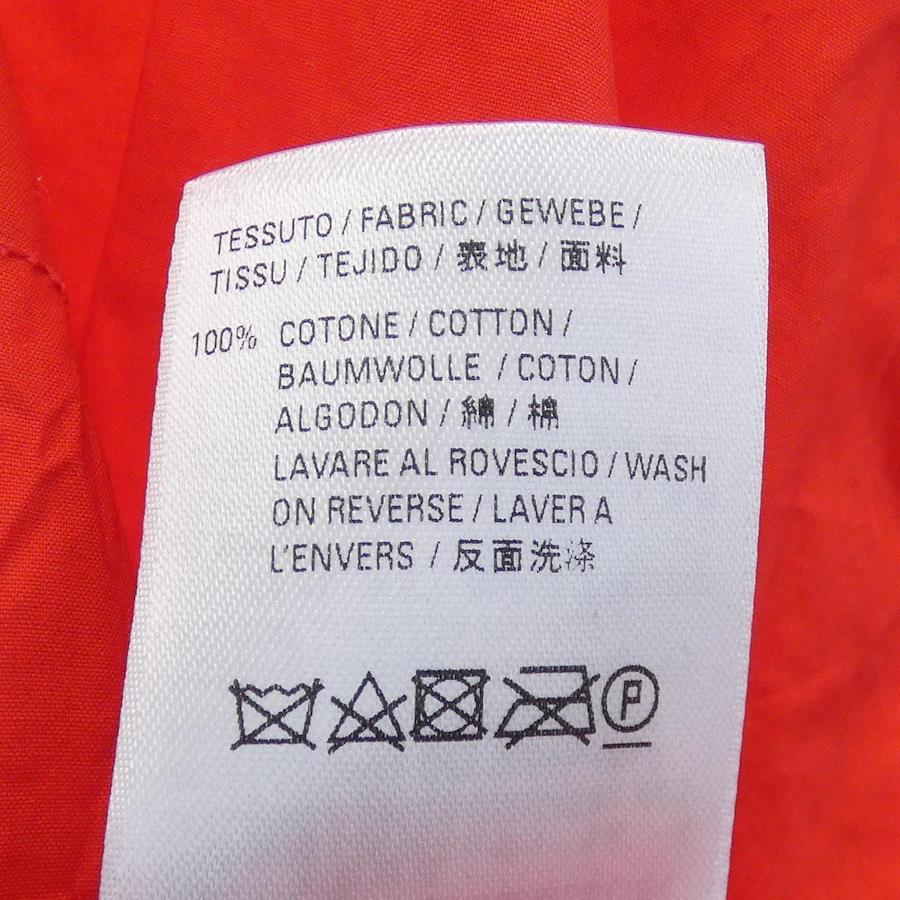 TESSUTO / FABRIC / GEWEBE /
TISSU / TEJIDO / 表地 / 面料
100% COTONE / COTTON /
BAUMWOLLE / COTON /
ALGODON / 綿 / 棉
LAVARE AL ROVESCIO / WASH
ON REVERSE / LAVER A
L'ENVERS / 反面洗涤
P